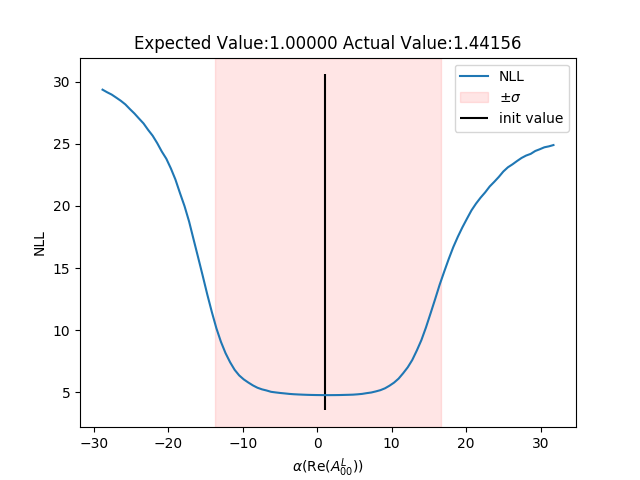 Expected Value:1.00000 Actual Value:1.44156
NLL
30
25
20
15
10
5
−30 −20 −10 0 10 20 30
α(Re(A^L_00))
NLL
±σ
init value